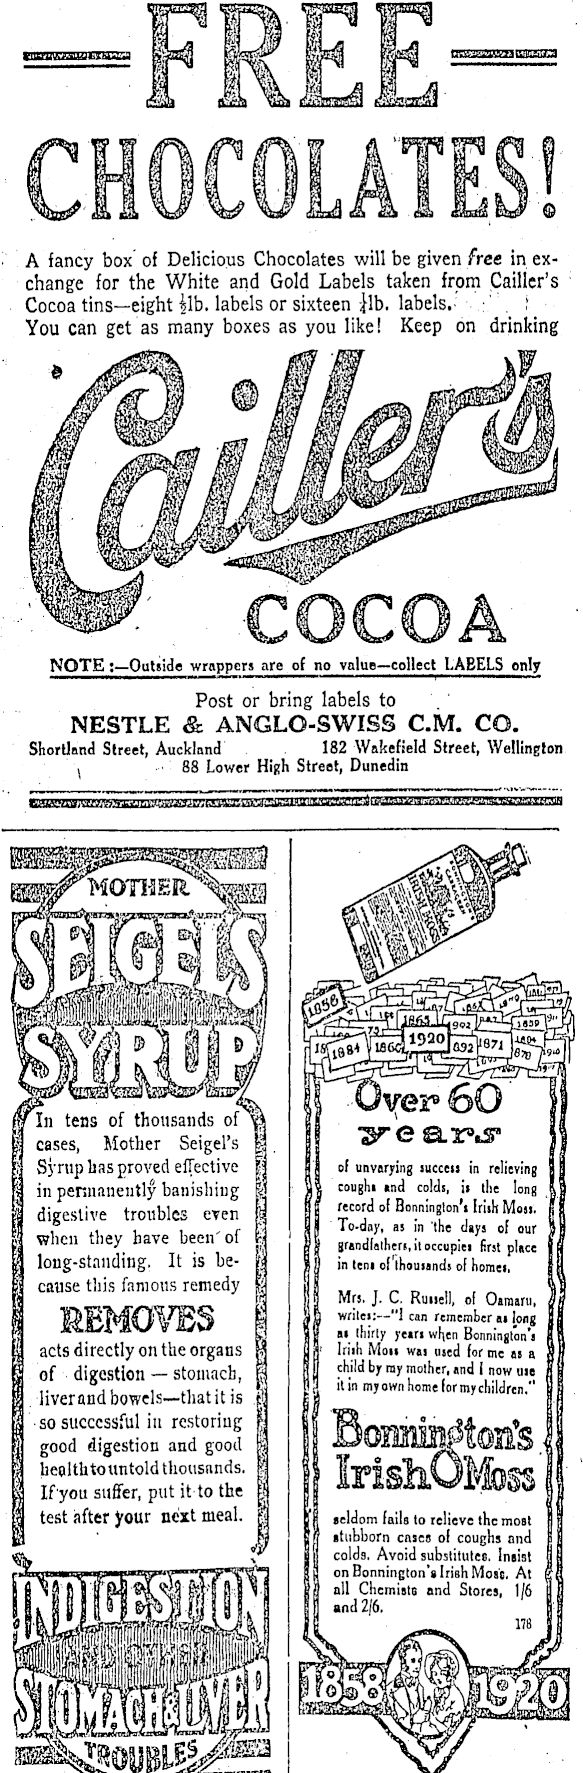 FREE
CHOCOLATES!
A fancy box of Delicious Chocolates will be given free in ex-
change for the White and Gold Labels taken from Cailler's
Cocoa tins—eight ½lb. labels or sixteen ¼lb. labels.
You can get as many boxes as you like! Keep on drinking
Cailler's
COCOA
NOTE:—Outside wrappers are of no value—collect LABELS only
Post or bring labels to
NESTLE & ANGLO-SWISS C.M. CO.
Shortland Street, Auckland 182 Wakefield Street, Wellington
88 Lower High Street, Dunedin
MOTHER
SEIGELS
SYRUP
In tens of thousands of
cases, Mother Seigel's
Syrup has proved effective
in permanently banishing
digestive troubles even
when they have been of
long-standing. It is be-
cause this famous remedy
REMOVES
acts directly on the organs
of digestion — stomach,
liver and bowels—that it is
so successful in restoring
good digestion and good
health to untold thousands.
If you suffer, put it to the
test after your next meal.
INDIGESTION
AND OTHER
STOMACH & LIVER
TROUBLES
IRISH MOSS
1858
1865
1920
1884
1866
902
892
1871
1859
1884
870
Over 60
years
of unvarying success in relieving
coughs and colds, is the long
record of Bonnington's Irish Moss.
To-day, as in the days of our
grandfathers, it occupies first place
in tens of thousands of homes.
Mrs. J. C. Russell, of Oamaru,
writes:—"I can remember as long
as thirty years when Bonnington's
Irish Moss was used for me as a
child by my mother, and I now use
it in my own home for my children."
Bonnington's
Irish Moss
seldom fails to relieve the most
stubborn cases of coughs and
colds. Avoid substitutes. Insist
on Bonnington's Irish Moss. At
all Chemists and Stores, 1/6
and 2/6.
178
1858 1920